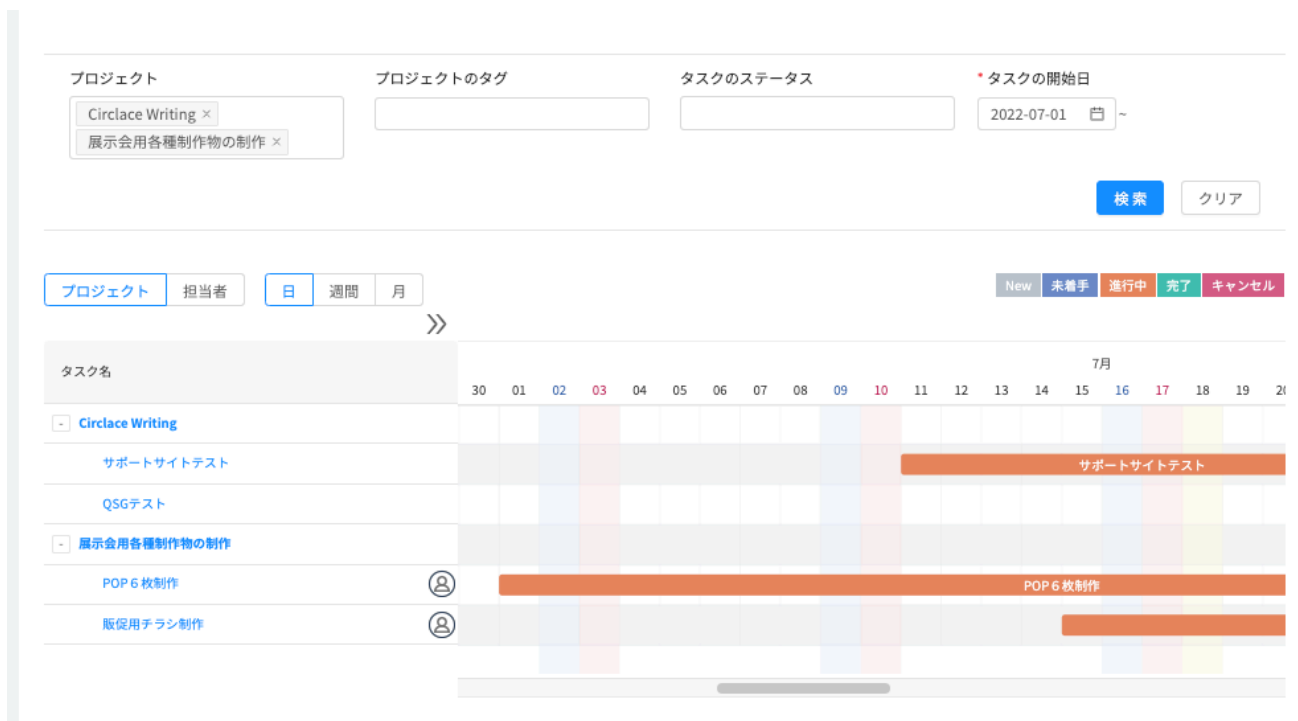 プロジェクト プロジェクトのタグ タスクのステータス * タスクの開始日
Circlace Writing ×
展示会用各種制作物の制作 ×
2022-07-01 ~
検索 クリア
プロジェクト 担当者 日 週間 月
New 未着手 進行中 完了 キャンセル
タスク名
7月
30 01 02 03 04 05 06 07 08 09 10 11 12 13 14 15 16 17 18 19
- Circlace Writing
サポートサイトテスト サポートサイトテスト
QSGテスト
- 展示会用各種制作物の制作
POP６枚制作 POP６枚制作
販促用チラシ制作